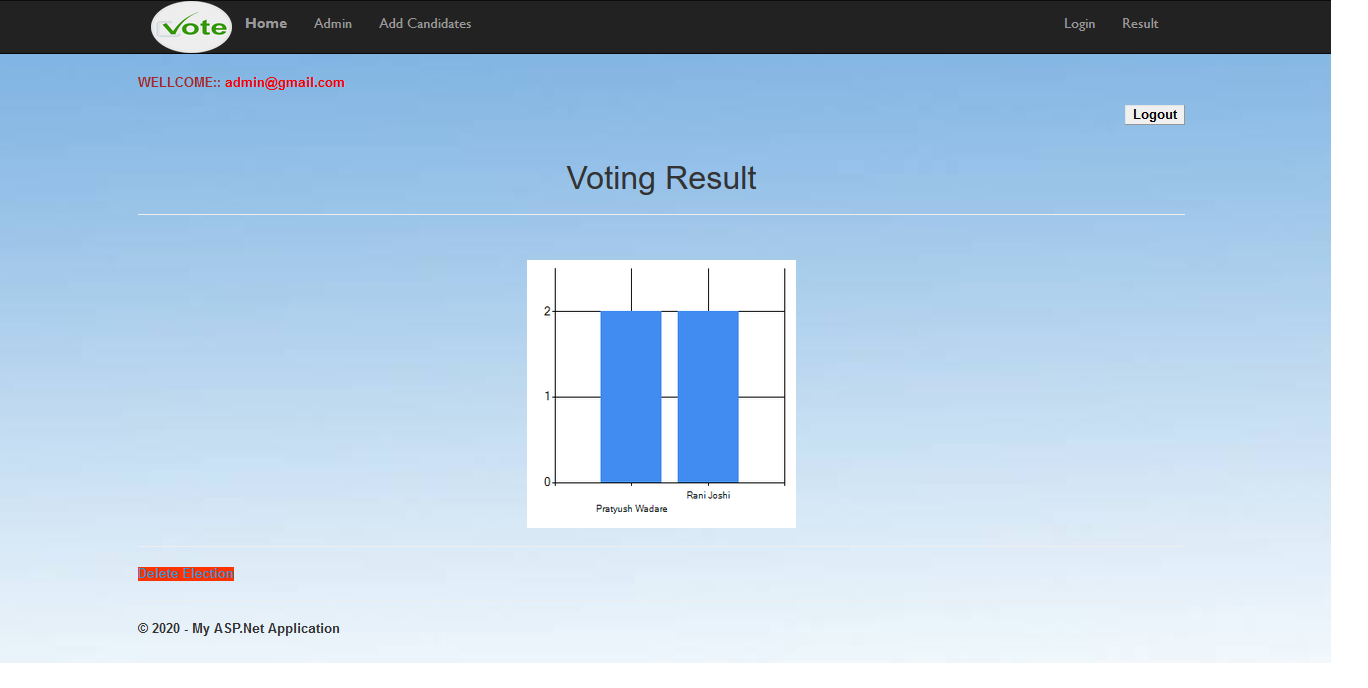 Vote Home Admin Add Candidates Login Result
WELLCOME:: admin@gmail.com
Logout
Voting Result
2
1
0
Rani Joshi
Pratyush Wadare
Delete Election
© 2020 - My ASP.Net Application